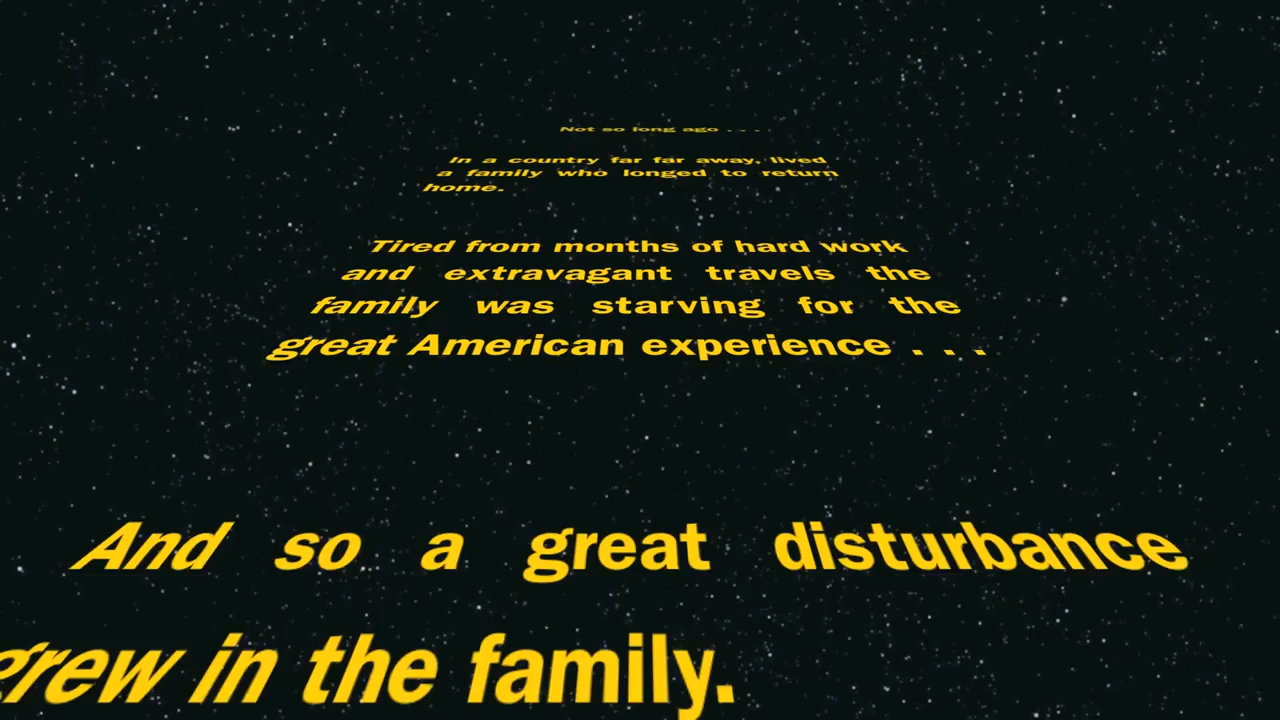 Not so long ago . . .
In a country far far away, lived
a family who longed to return
home.
Tired from months of hard work
and extravagant travels the
family was starving for the
great American experience . . .
And so a great disturbance
grew in the family.